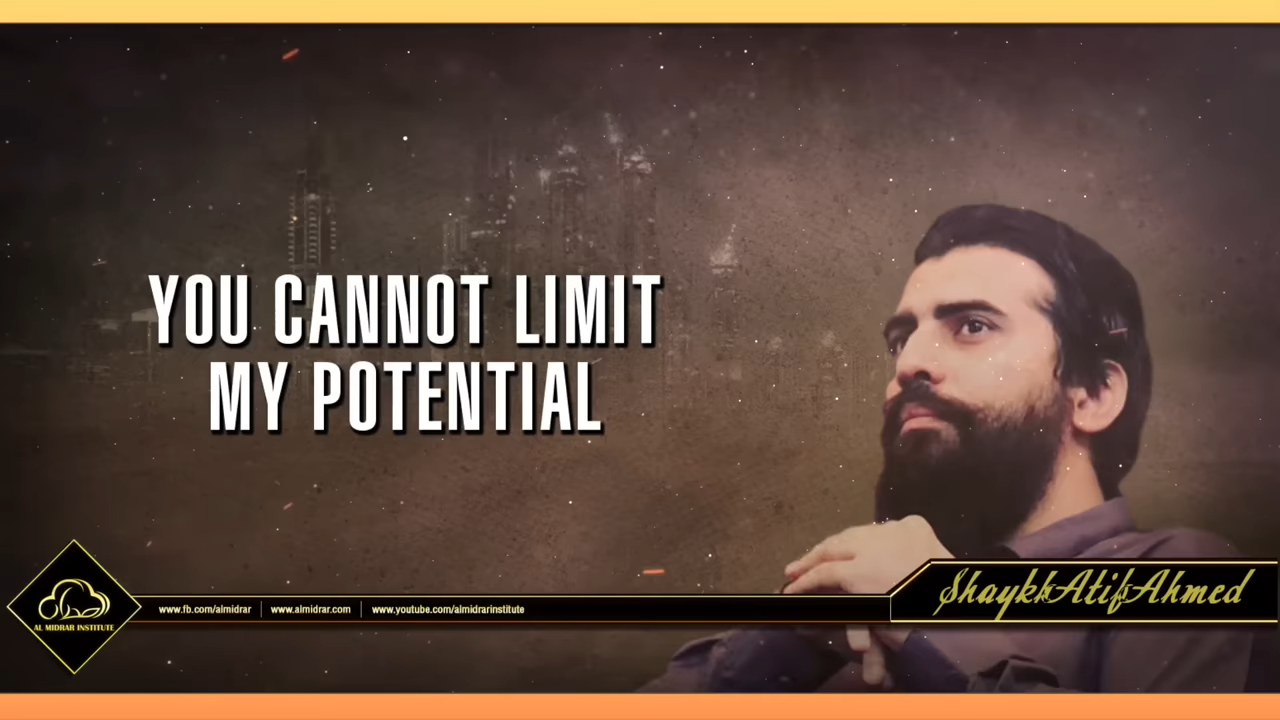 YOU CANNOT LIMIT
MY POTENTIAL
ShaykhAtifAhmed
www.fb.com/almidrar
www.almidrar.com
www.youtube.com/almidrarinstitute
AL MIDRAR INSTITUTE